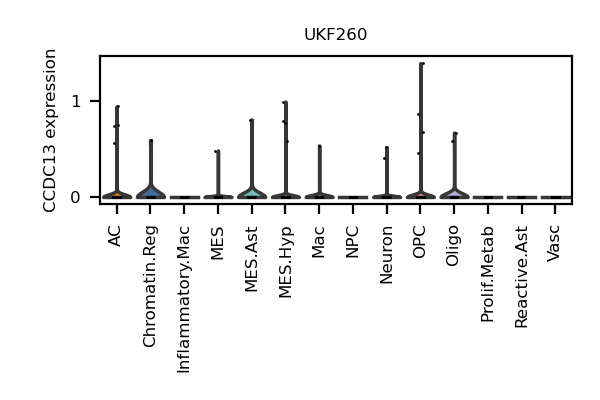 UKF260
CCDC13 expression
1
0
AC
Chromatin.Reg
Inflammatory.Mac
MES
MES.Ast
MES.Hyp
Mac
NPC
Neuron
OPC
Oligo
Prolif.Metab
Reactive.Ast
Vasc